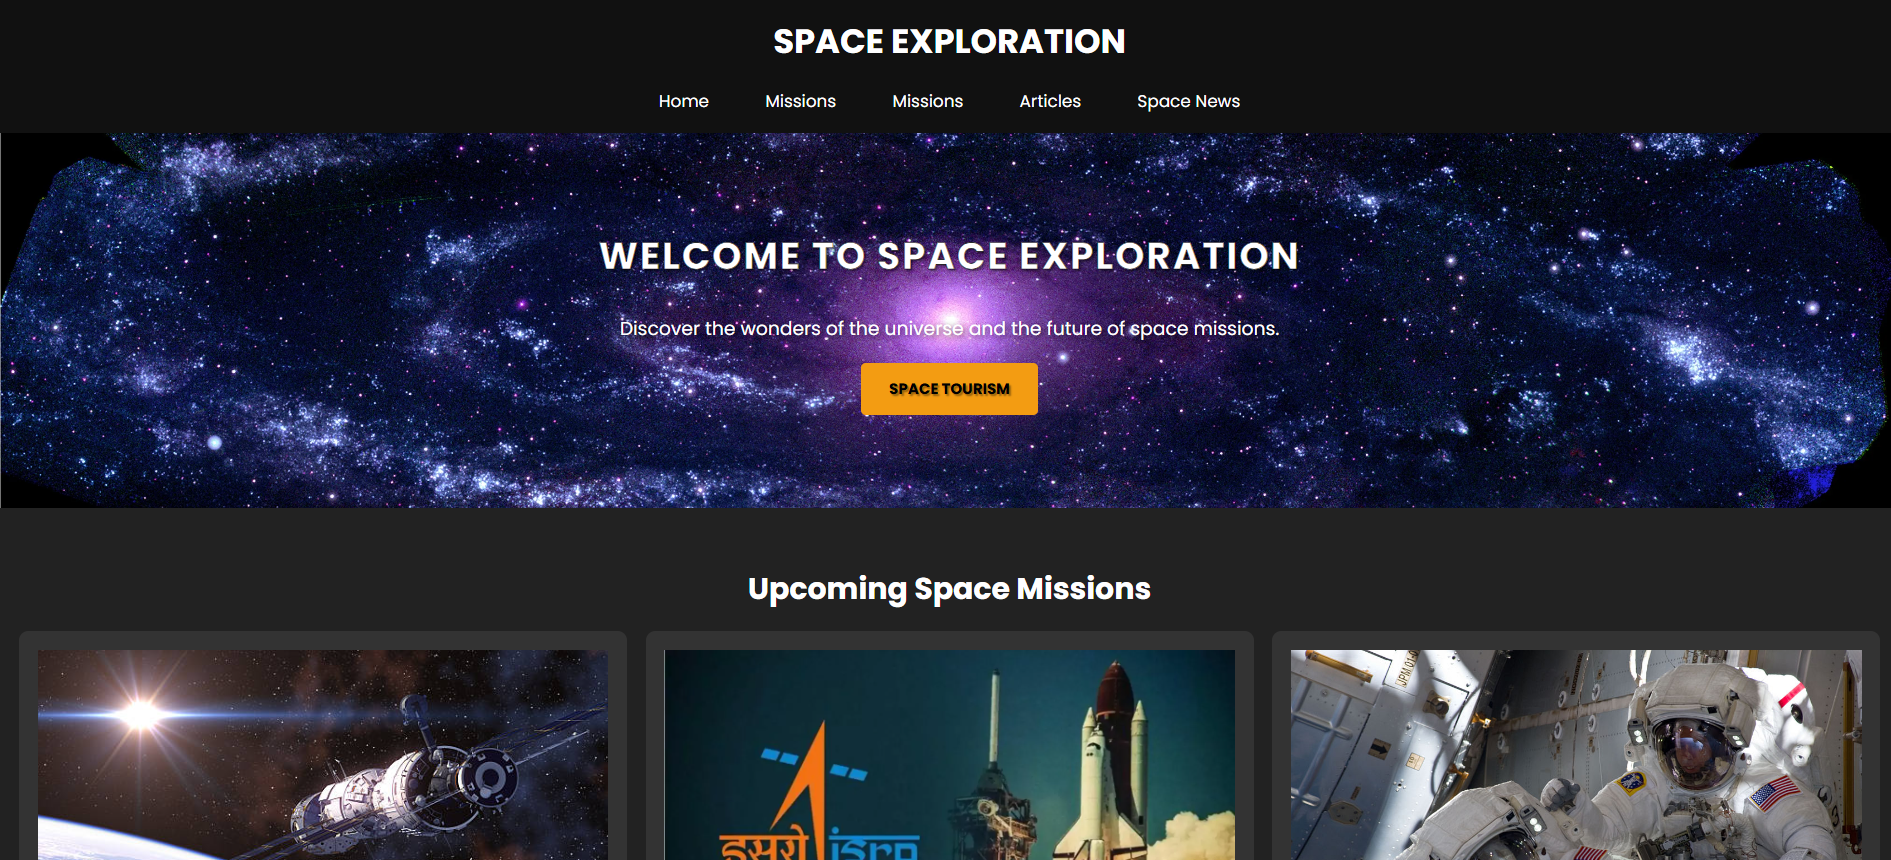 SPACE EXPLORATION
Home Missions Missions Articles Space News
WELCOME TO SPACE EXPLORATION
Discover the wonders of the universe and the future of space missions.
SPACE TOURISM
Upcoming Space Missions
इसरो isro